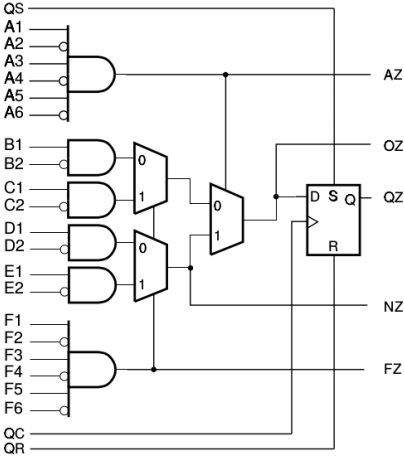 QS
A1
A2
A3
A4
A5
A6
AZ
B1
B2
0
1
C1
C2
D1
D2
0
1
E1
E2
0
1
OZ
D S Q
R
QZ
NZ
F1
F2
F3
F4
F5
F6
FZ
QC
QR